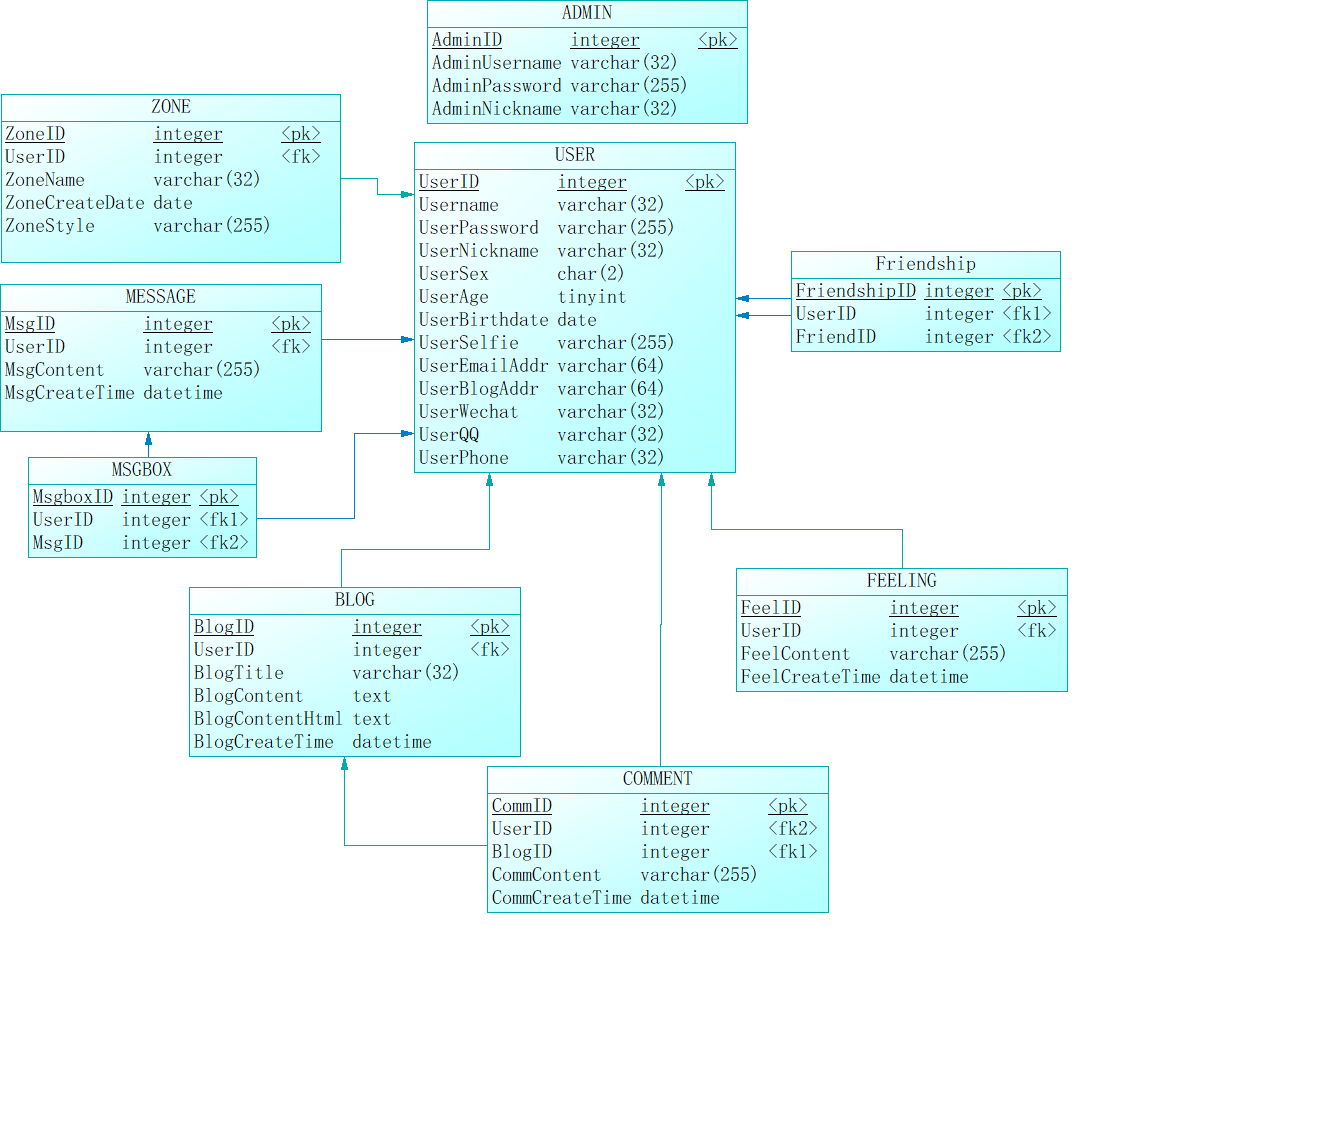 ADMIN
AdminID integer <pk>
AdminUsername varchar(32)
AdminPassword varchar(255)
AdminNickname varchar(32)
ZONE
ZoneID integer <pk>
UserID integer <fk>
ZoneName varchar(32)
ZoneCreateDate date
ZoneStyle varchar(255)
USER
UserID integer <pk>
Username varchar(32)
UserPassword varchar(255)
UserNickname varchar(32)
UserSex char(2)
UserAge tinyint
UserBirthdate date
UserSelfie varchar(255)
UserEmailAddr varchar(64)
UserBlogAddr varchar(64)
UserWechat varchar(32)
UserQQ varchar(32)
UserPhone varchar(32)
Friendship
FriendshipID integer <pk>
UserID integer <fk1>
FriendID integer <fk2>
MESSAGE
MsgID integer <pk>
UserID integer <fk>
MsgContent varchar(255)
MsgCreateTime datetime
MSGBOX
MsgboxID integer <pk>
UserID integer <fk1>
MsgID integer <fk2>
BLOG
BlogID integer <pk>
UserID integer <fk>
BlogTitle varchar(32)
BlogContent text
BlogContentHtml text
BlogCreateTime datetime
FEELING
FeelID integer <pk>
UserID integer <fk>
FeelContent varchar(255)
FeelCreateTime datetime
COMMENT
CommID integer <pk>
UserID integer <fk2>
BlogID integer <fk1>
CommContent varchar(255)
CommCreateTime datetime